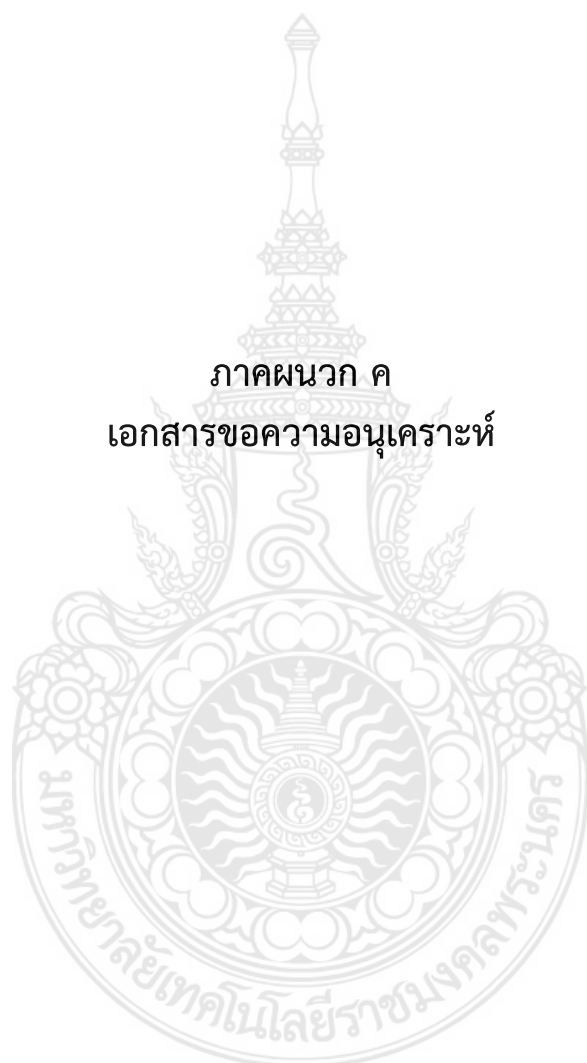 ภาคผนวก ค
เอกสารขอความอนุเคราะห์
มหาวิทยาลัยเทคโนโลยีราชมงคลพระนคร